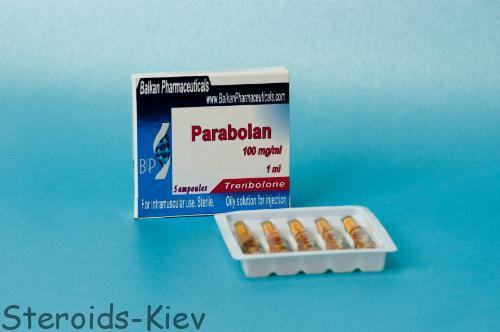 Balkan Pharmaceuticals
www.BalkanPharmaceuticals.com
Parabolan
100 mg/ml
1 ml
BP
5 ampoules
Trenbolone
For intramuscular use. Sterile. Oily solution for injection
Steroids-Kiev